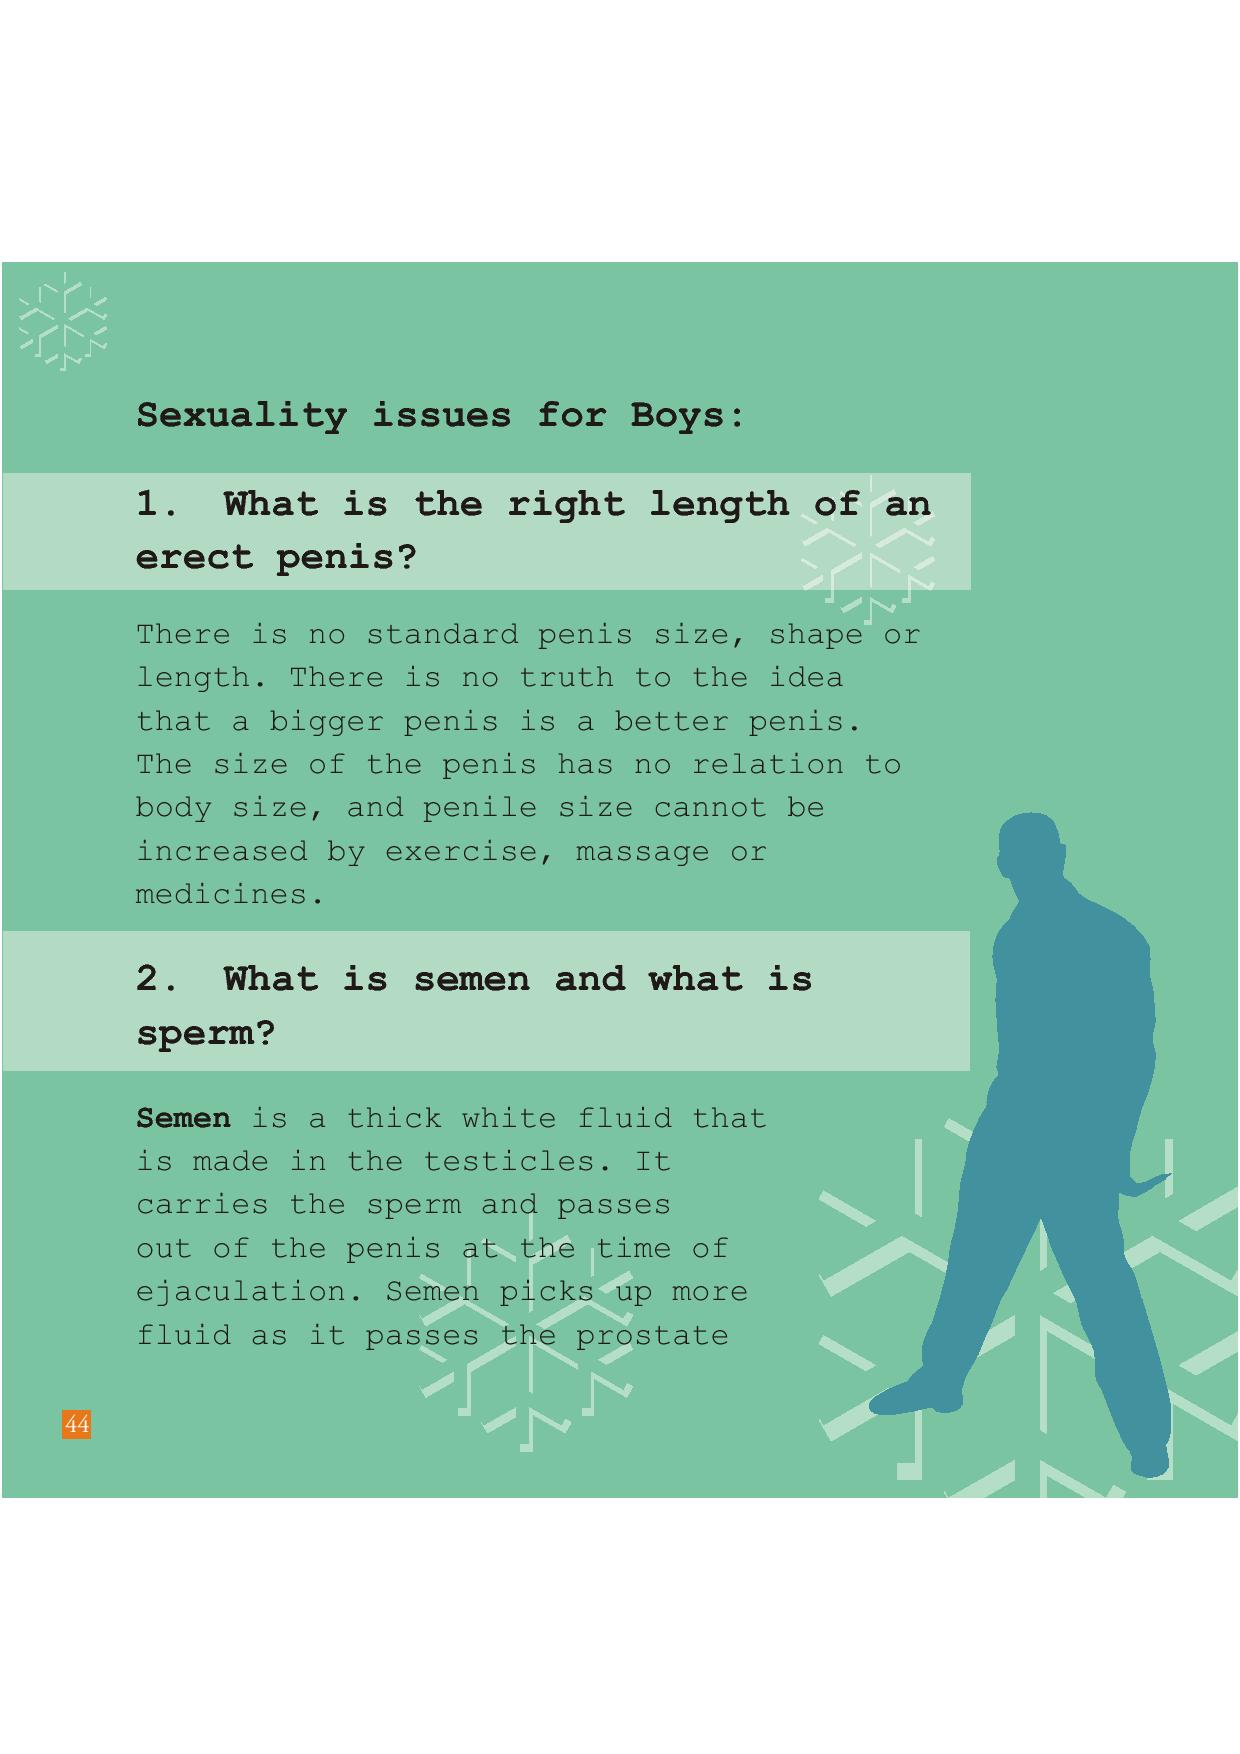 Sexuality issues for Boys:
1. What is the right length of an
erect penis?
There is no standard penis size, shape or
length. There is no truth to the idea
that a bigger penis is a better penis.
The size of the penis has no relation to
body size, and penile size cannot be
increased by exercise, massage or
medicines.
2. What is semen and what is
sperm?
Semen is a thick white fluid that
is made in the testicles. It
carries the sperm and passes
out of the penis at the time of
ejaculation. Semen picks up more
fluid as it passes the prostate
44